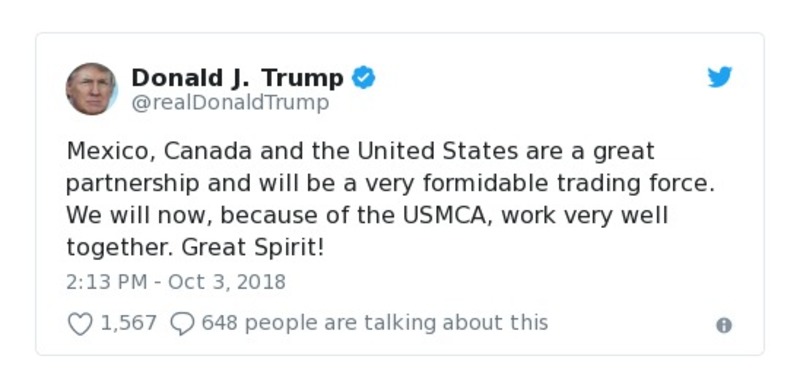 Donald J. Trump
@realDonaldTrump
Mexico, Canada and the United States are a great
partnership and will be a very formidable trading force.
We will now, because of the USMCA, work very well
together. Great Spirit!
2:13 PM - Oct 3, 2018
1,567 648 people are talking about this